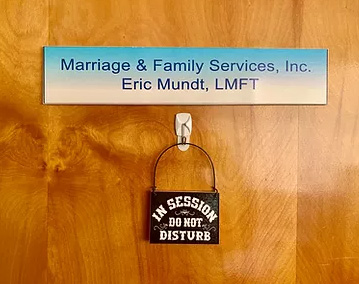 Marriage & Family Services, Inc.
Eric Mundt, LMFT
IN SESSION
DO NOT
DISTURB